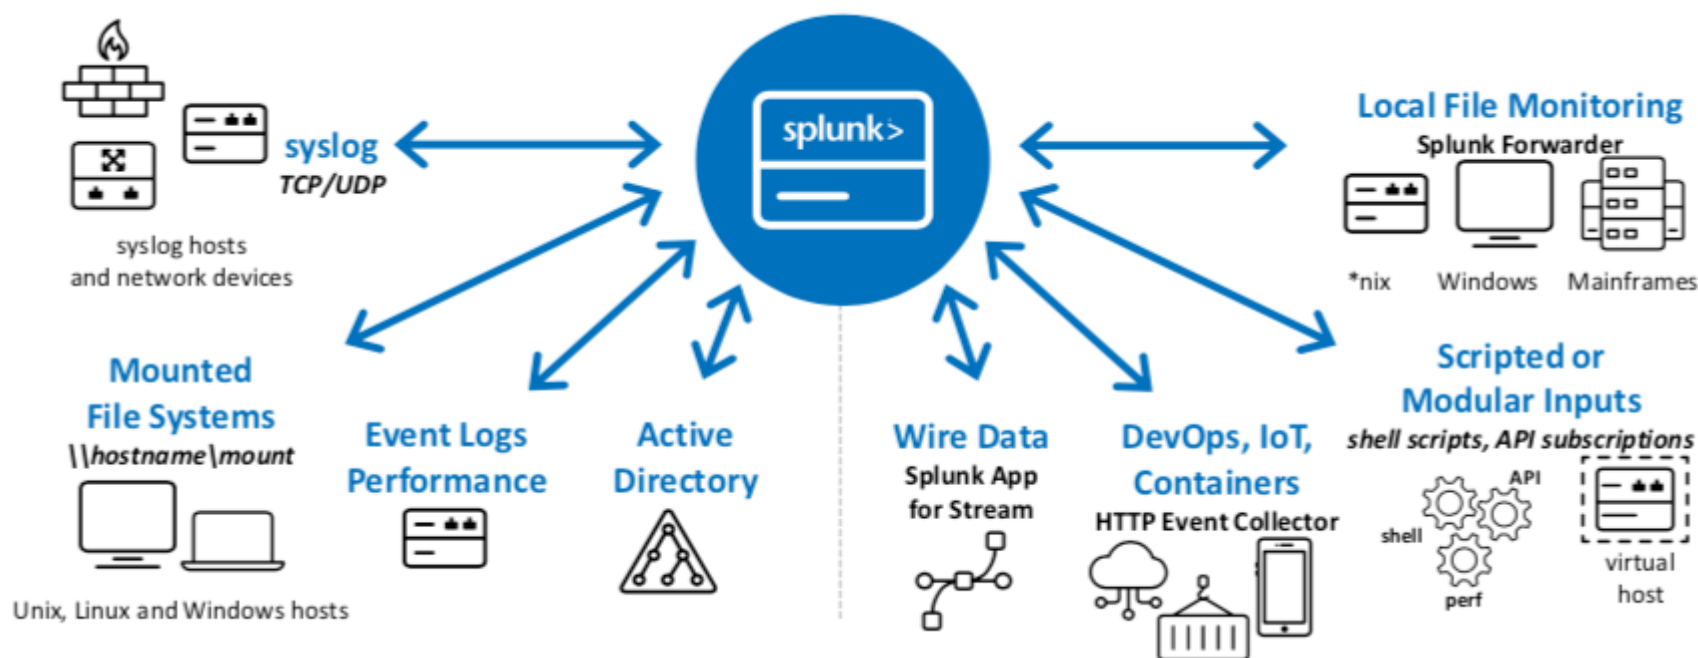 splunk>
syslog
TCP/UDP
syslog hosts
and network devices
Mounted
File Systems
\\hostname\mount
Unix, Linux and Windows hosts
Event Logs
Performance
Active
Directory
Wire Data
Splunk App
for Stream
DevOps, IoT,
Containers
HTTP Event Collector
Local File Monitoring
Splunk Forwarder
*nix
Windows
Mainframes
Scripted or
Modular Inputs
shell scripts, API subscriptions
API
shell
perf
virtual
host